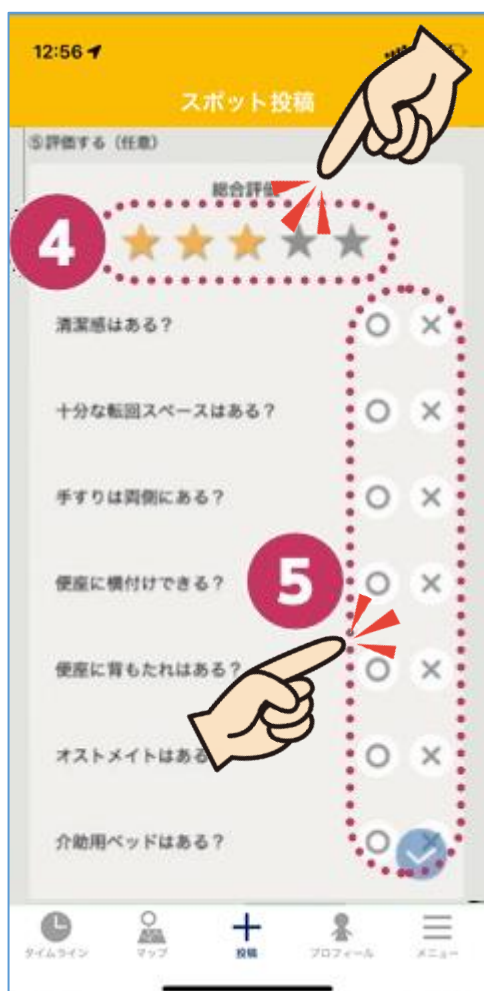 12:56
スポット投稿
⑤評価する（任意）
総合評価
4
清潔感はある？
十分な転回スペースはある？
手すりは両側にある？
便座に横付けできる？
5
便座に背もたれはある？
オストメイトはある
介助用ベッドはある？
タイムライン
マップ
投稿
プロフィール
メニュー